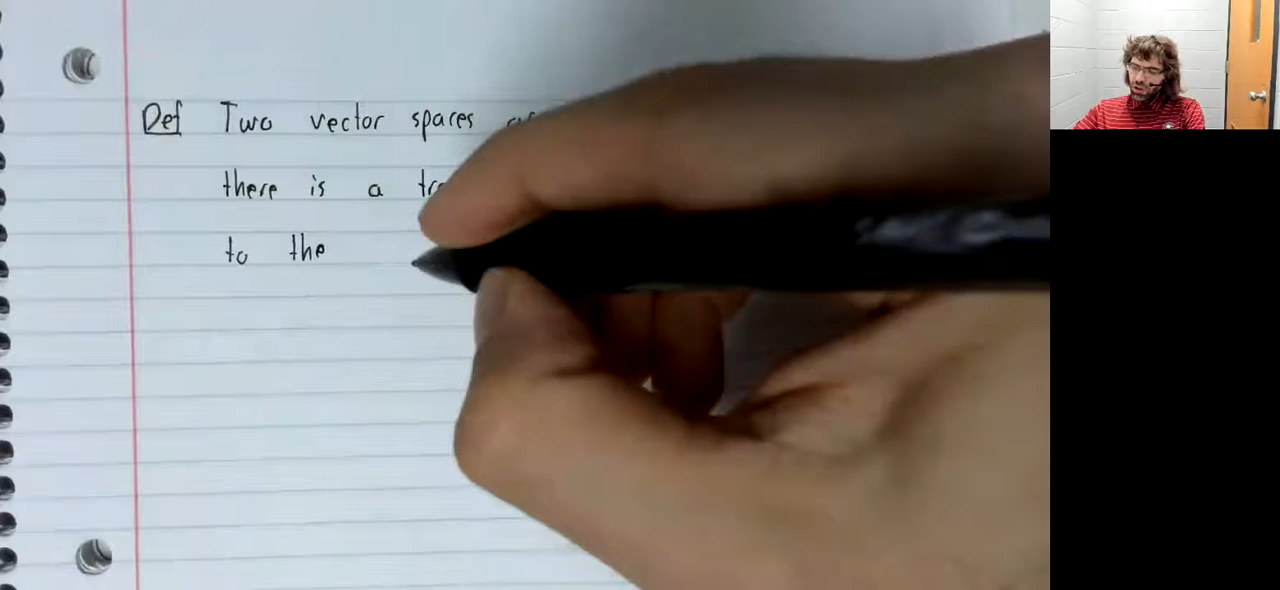 Def Two vector spaces
there is a
to the